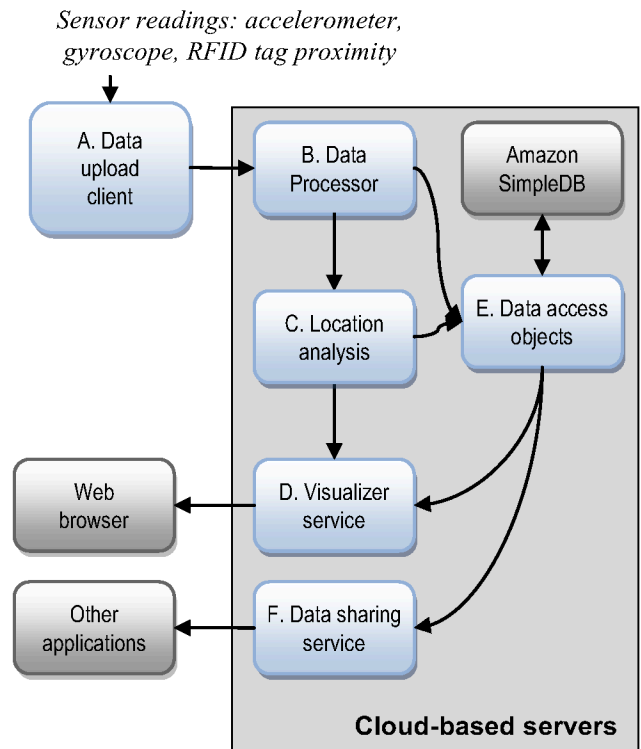 Sensor readings: accelerometer,
gyroscope, RFID tag proximity
A. Data
upload
client
B. Data
Processor
Amazon
SimpleDB
C. Location
analysis
E. Data access
objects
Web
browser
D. Visualizer
service
Other
applications
F. Data sharing
service
Cloud-based servers